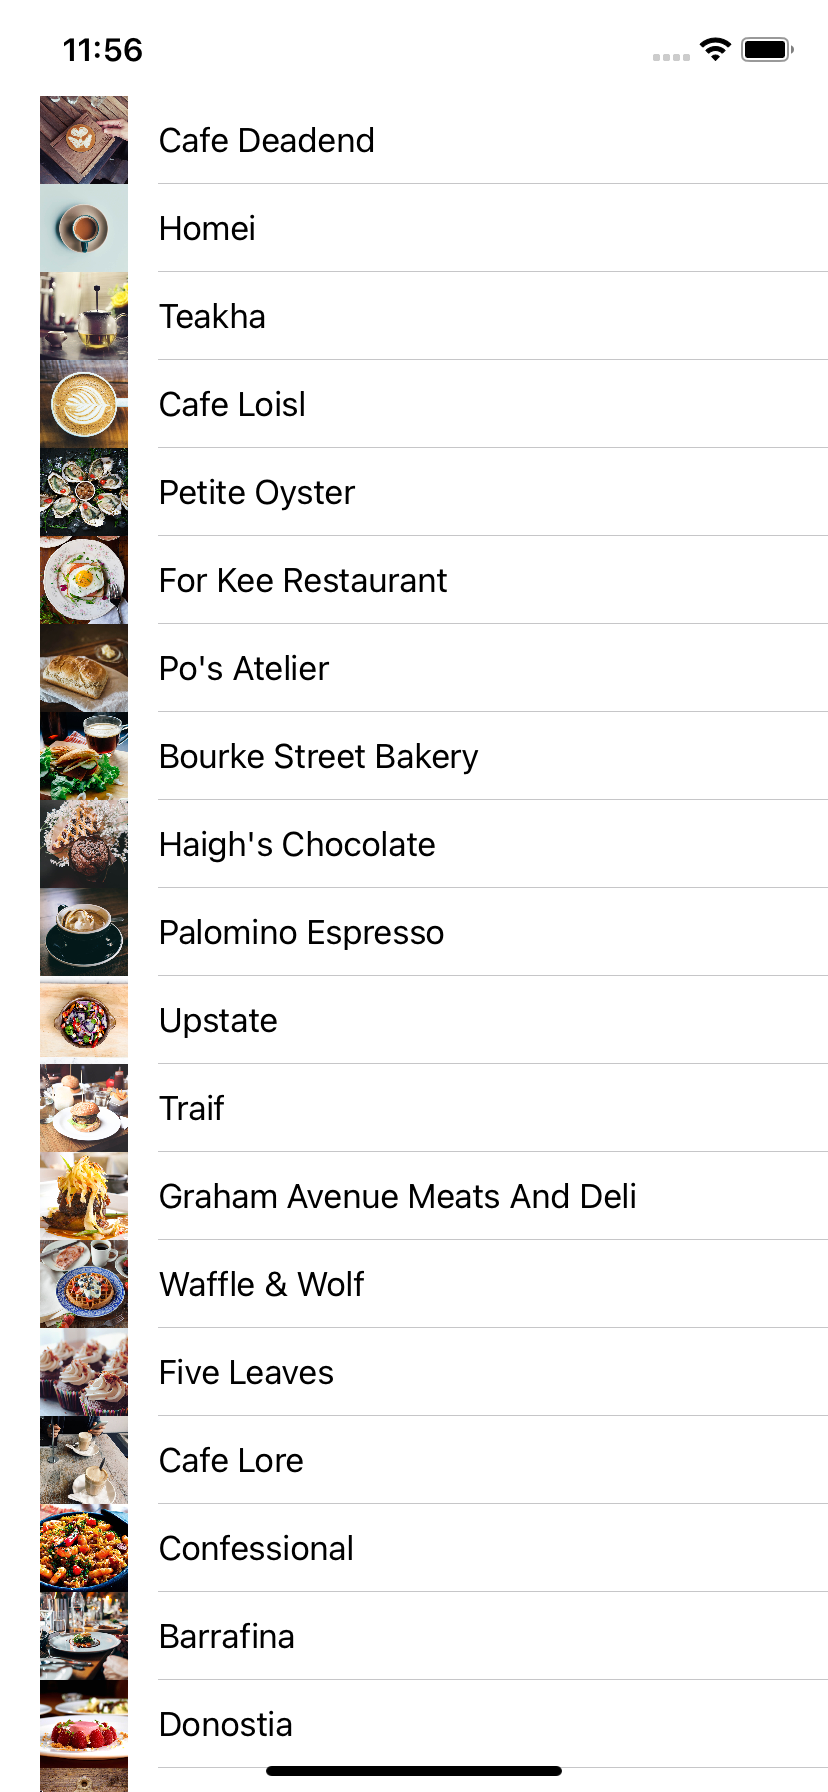 11:56
Cafe Deadend
Homei
Teakha
Cafe Loisl
Petite Oyster
For Kee Restaurant
Po's Atelier
Bourke Street Bakery
Haigh's Chocolate
Palomino Espresso
Upstate
Traif
Graham Avenue Meats And Deli
Waffle & Wolf
Five Leaves
Cafe Lore
Confessional
Barrafina
Donostia